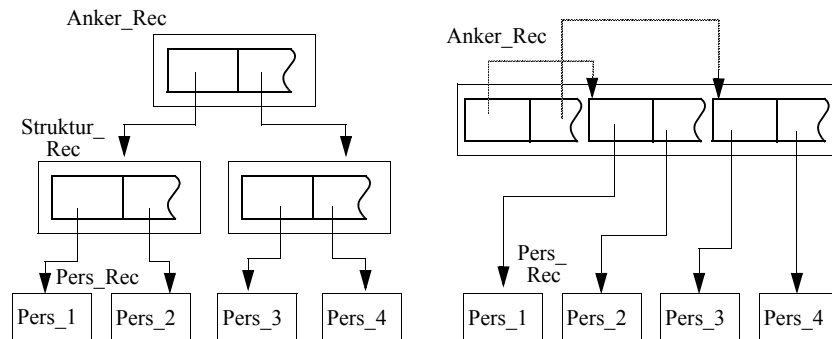 Anker_Rec
Struktur_
Rec
Pers_Rec
Pers_1
Pers_2
Pers_3
Pers_4
Anker_Rec
Pers_
Rec
Pers_1
Pers_2
Pers_3
Pers_4